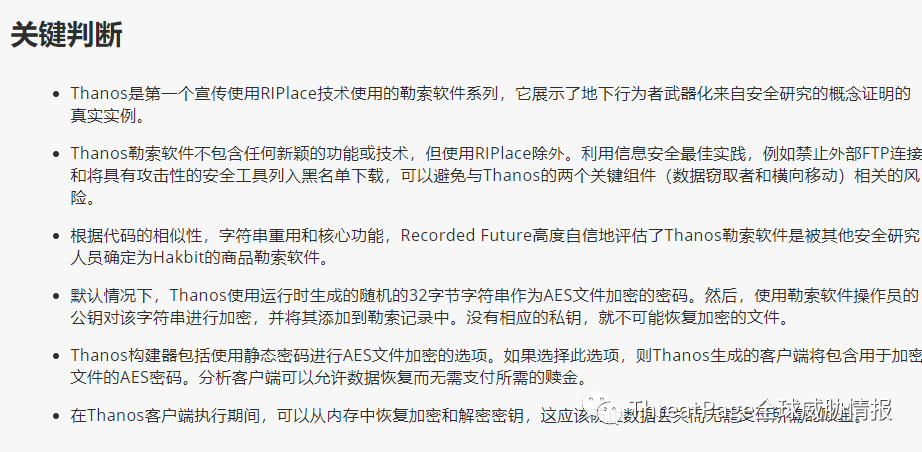 关键判断
Thanos是第一个宣传使用RIPlace技术使用的勒索软件系列，它展示了地下行为者武器化来自安全研究的概念证明的
真实实例。
Thanos勒索软件不包含任何新颖的功能或技术，但使用RIPlace除外。利用信息安全最佳实践，例如禁止外部FTP连接
和将具有攻击性的安全工具列入黑名单下载，可以避免与Thanos的两个关键组件（数据窃取者和横向移动）相关的风
险。
根据代码的相似性，字符串重用和核心功能，Recorded Future高度自信地评估了Thanos勒索软件是被其他安全研究
人员确定为Hakbit的商品勒索软件。
默认情况下，Thanos使用运行时生成的随机的32字节字符串作为AES文件加密的密码。然后，使用勒索软件操作员的
公钥对该字符串进行加密，并将其添加到勒索记录中。没有相应的私钥，就不可能恢复加密的文件。
Thanos构建器包括使用静态密码进行AES文件加密的选项。如果选择此选项，则Thanos生成的客户端将包含用于加密
文件的AES密码。分析客户端可以允许数据恢复而无需支付所需的赎金。
在Thanos客户端执行期间，可以从内存中恢复加密和解密密钥，这应该
ThreatPage全球威胁情报